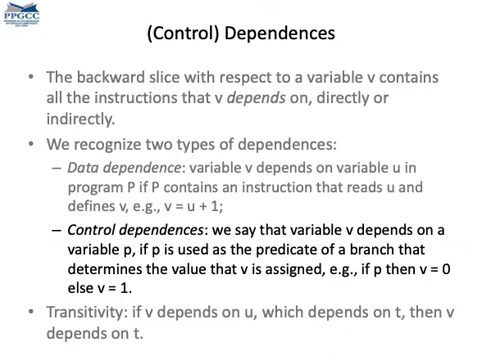 PPGCC
(Control) Dependences
• The backward slice with respect to a variable v contains
all the instructions that v depends on, directly or
indirectly.
• We recognize two types of dependences:
– Data dependence: variable v depends on variable u in
program P if P contains an instruction that reads u and
defines v, e.g., v = u + 1;
– Control dependences: we say that variable v depends on a
variable p, if p is used as the predicate of a branch that
determines the value that v is assigned, e.g., if p then v = 0
else v = 1.
• Transitivity: if v depends on u, which depends on t, then v
depends on t.